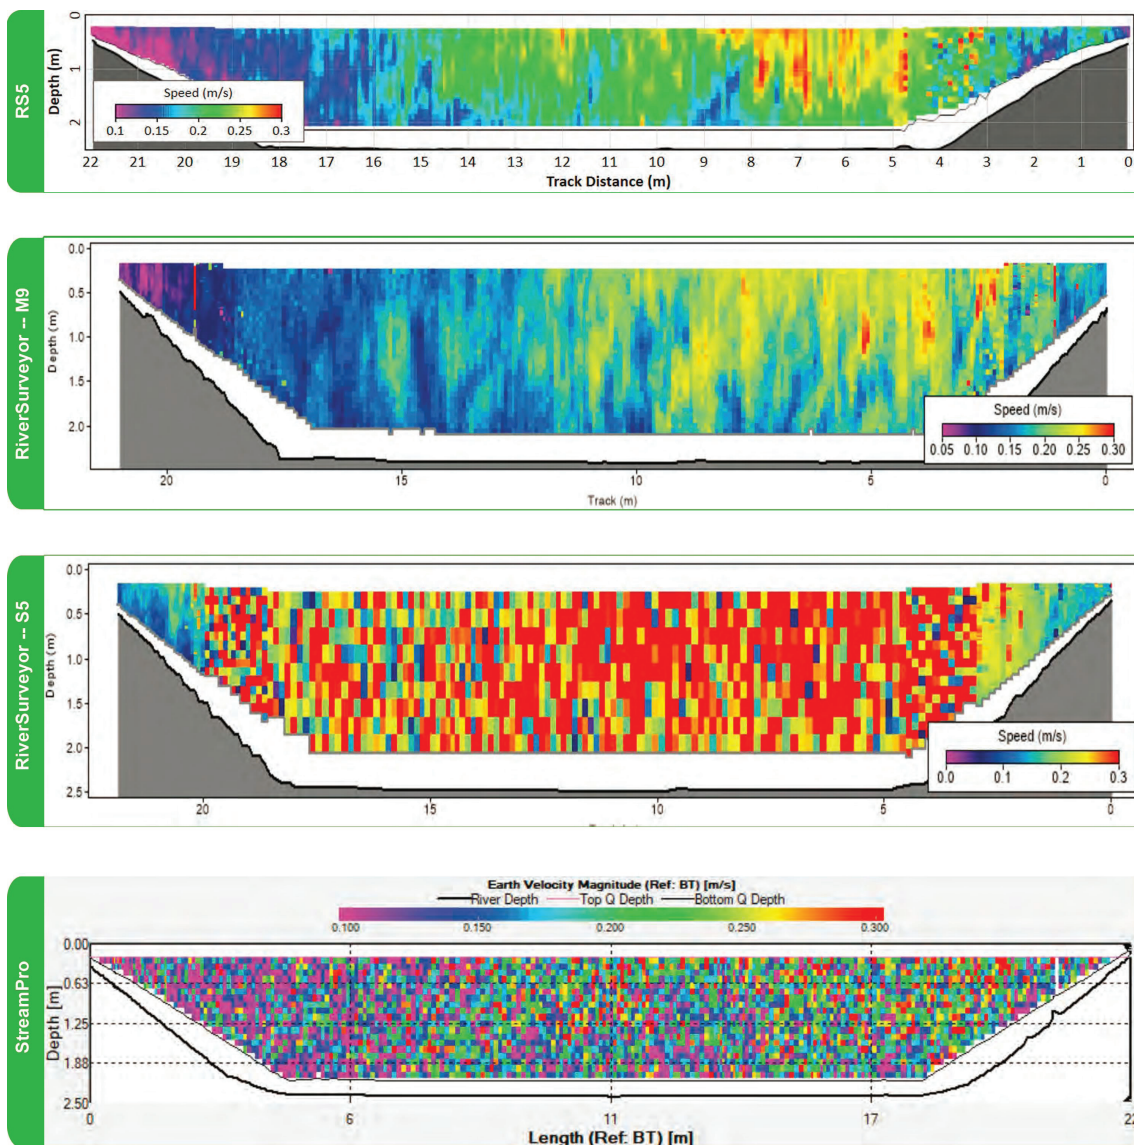 RS5
Depth (m)
0
1
2
Speed (m/s)
0.1 0.15 0.2 0.25 0.3
22 21 20 19 18 17 16 15 14 13 12 11 10 9 8 7 6 5 4 3 2 1 0
Track Distance (m)
RiverSurveyor -- M9
Depth (m)
0.0
0.5
1.0
1.5
2.0
Speed (m/s)
0.05 0.10 0.15 0.20 0.25 0.30
20 15 10 5 0
Track (m)
RiverSurveyor -- S5
Depth (m)
0.0
0.5
1.0
1.5
2.0
2.5
Speed (m/s)
0.0 0.1 0.2 0.3
20 15 10 5 0
StreamPro
Earth Velocity Magnitude (Ref: BT) [m/s]
River Depth Top Q Depth Bottom Q Depth
0.100 0.150 0.200 0.250 0.300
Depth [m]
0.00
0.63
1.25
1.88
2.50
0 6 11 17 22
Length (Ref: BT) [m]